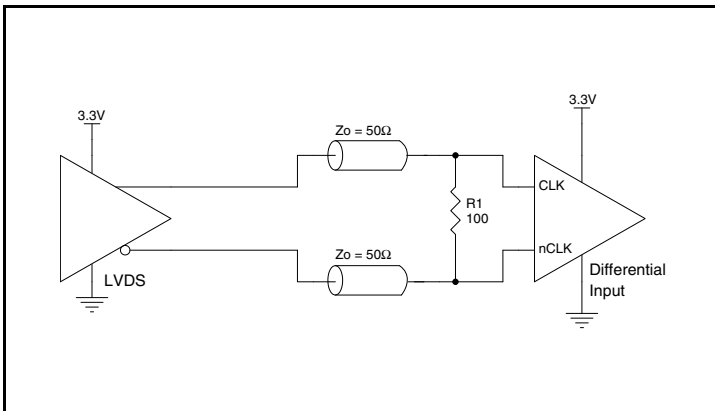 3.3V
3.3V
Zo = 50Ω
CLK
R1
100
nCLK
Zo = 50Ω
LVDS
Differential
Input